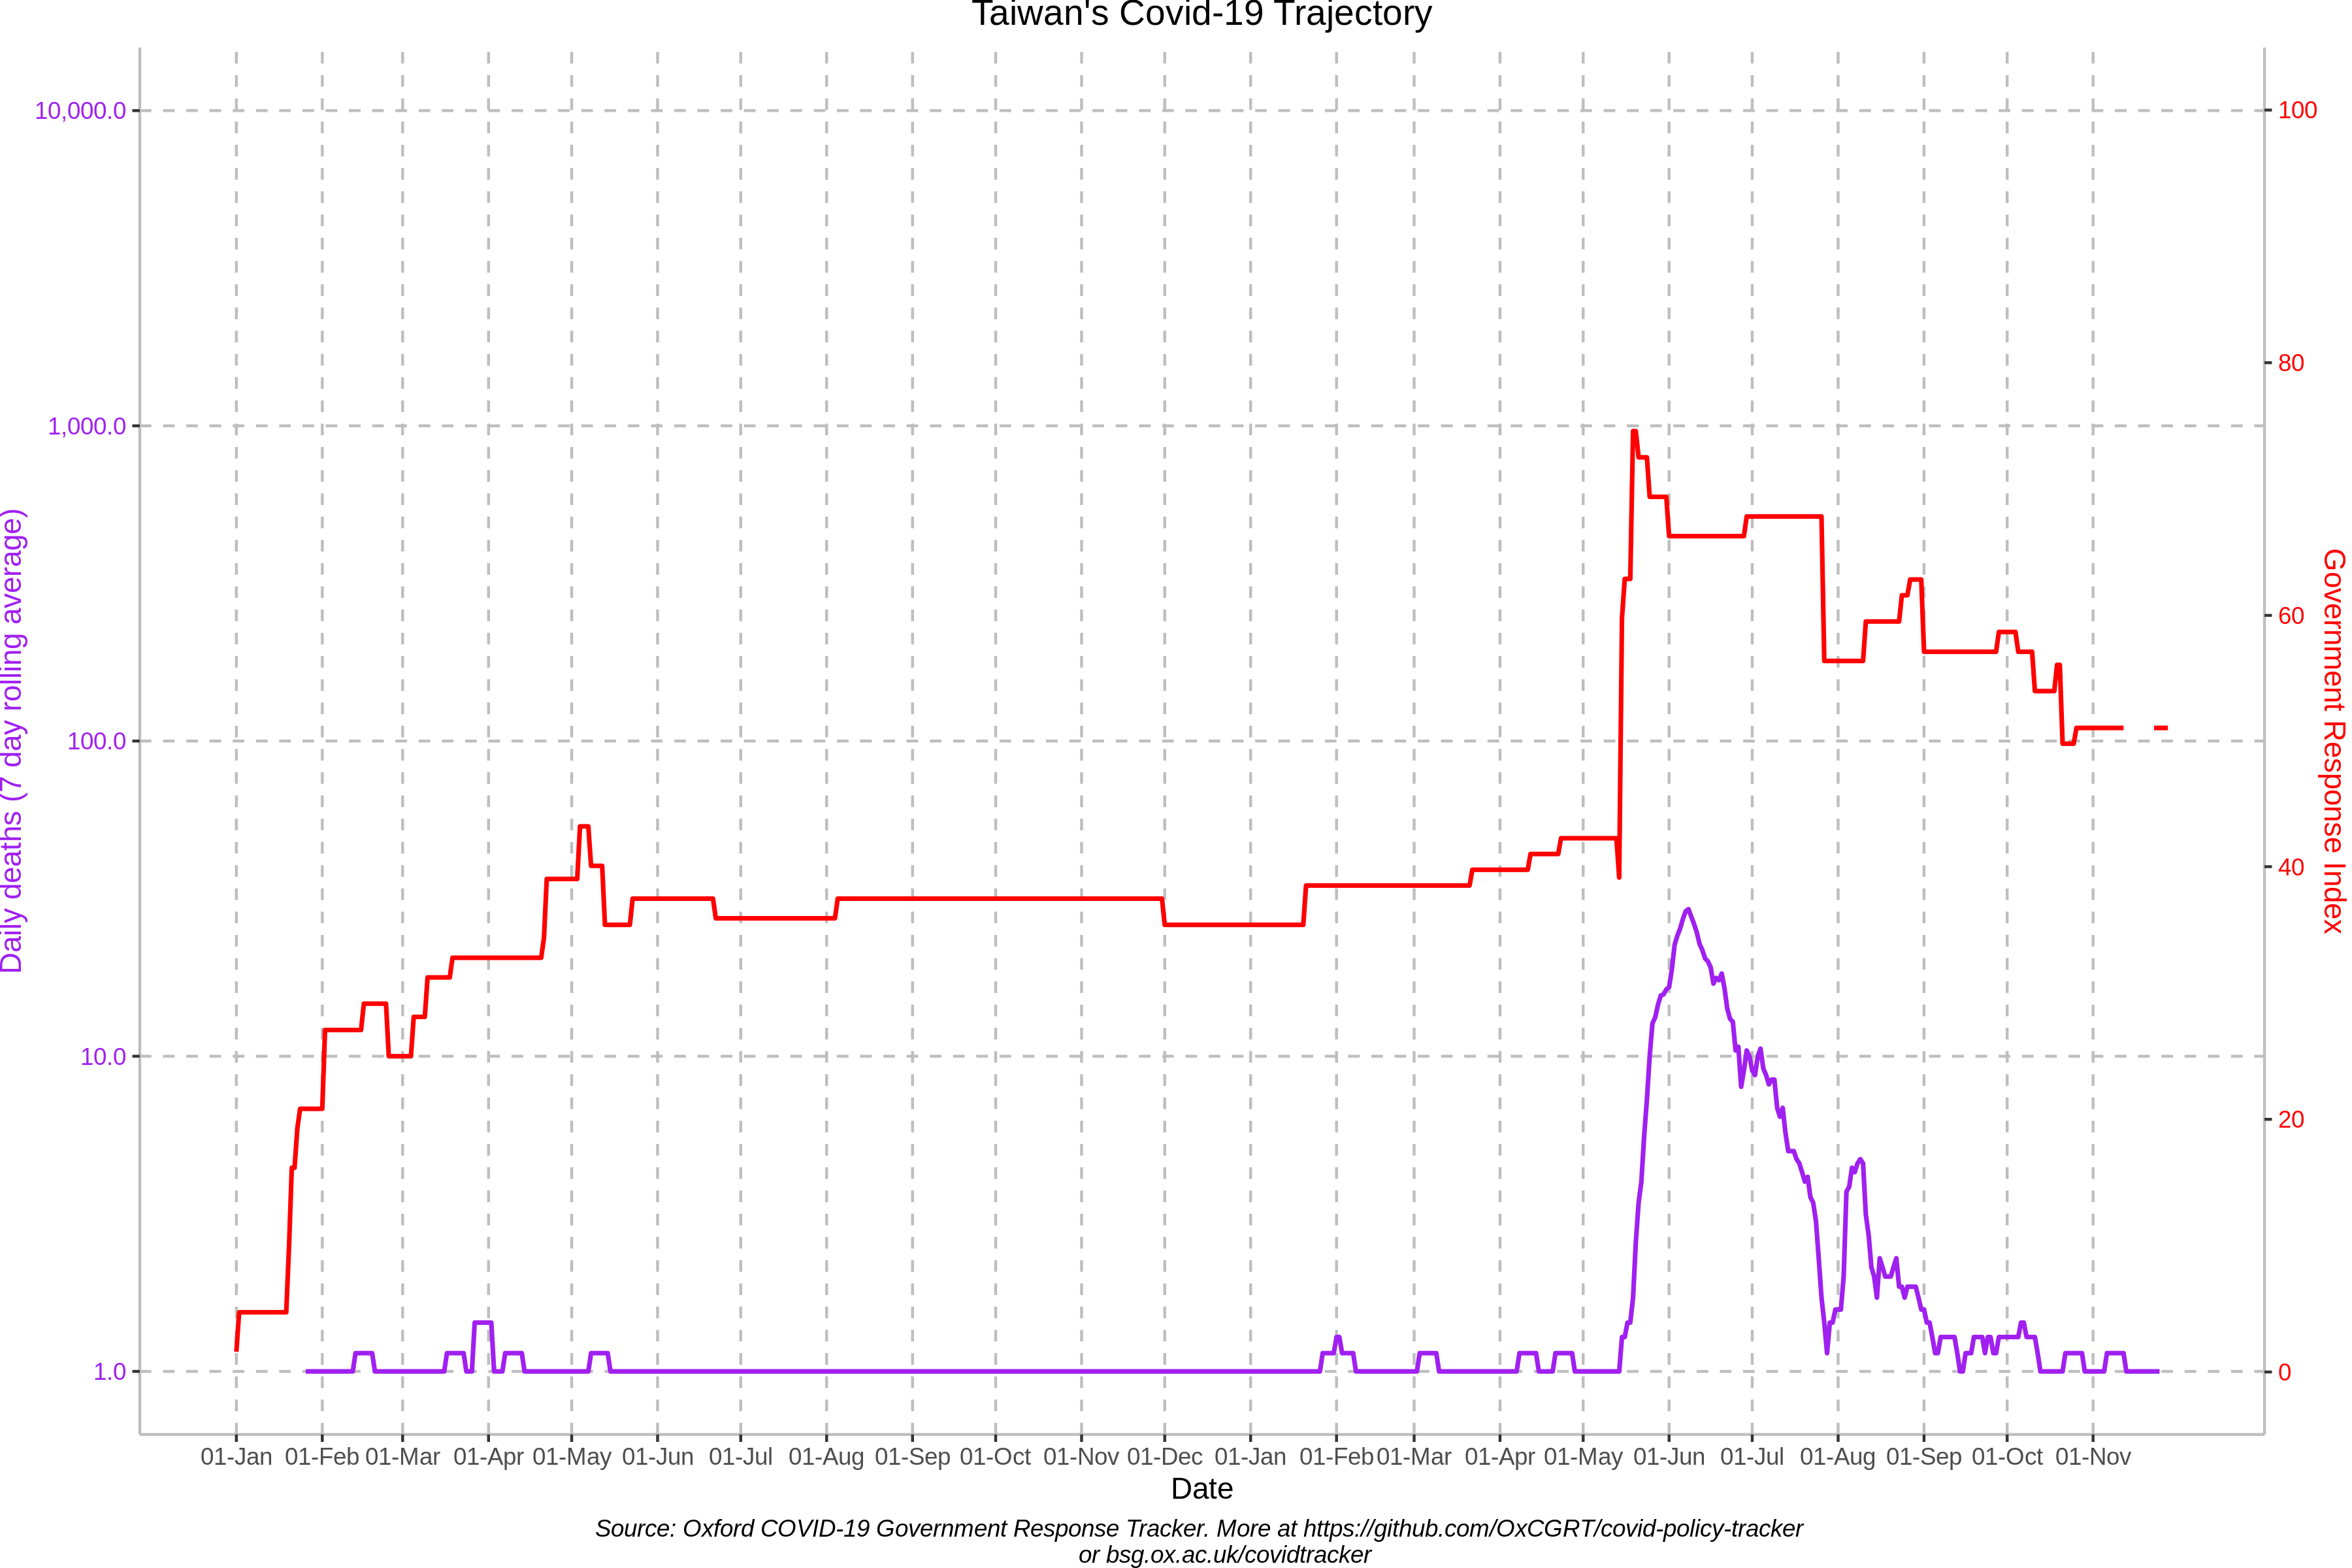 Taiwan's Covid-19 Trajectory
10,000.0
1,000.0
100.0
10.0
1.0
Daily deaths (7 day rolling average)
100
80
60
40
20
0
Government Response Index
01-Jan 01-Feb 01-Mar 01-Apr 01-May 01-Jun 01-Jul 01-Aug 01-Sep 01-Oct 01-Nov 01-Dec 01-Jan 01-Feb 01-Mar 01-Apr 01-May 01-Jun 01-Jul 01-Aug 01-Sep 01-Oct 01-Nov
Date
Source: Oxford COVID-19 Government Response Tracker. More at https://github.com/OxCGRT/covid-policy-tracker
or bsg.ox.ac.uk/covidtracker